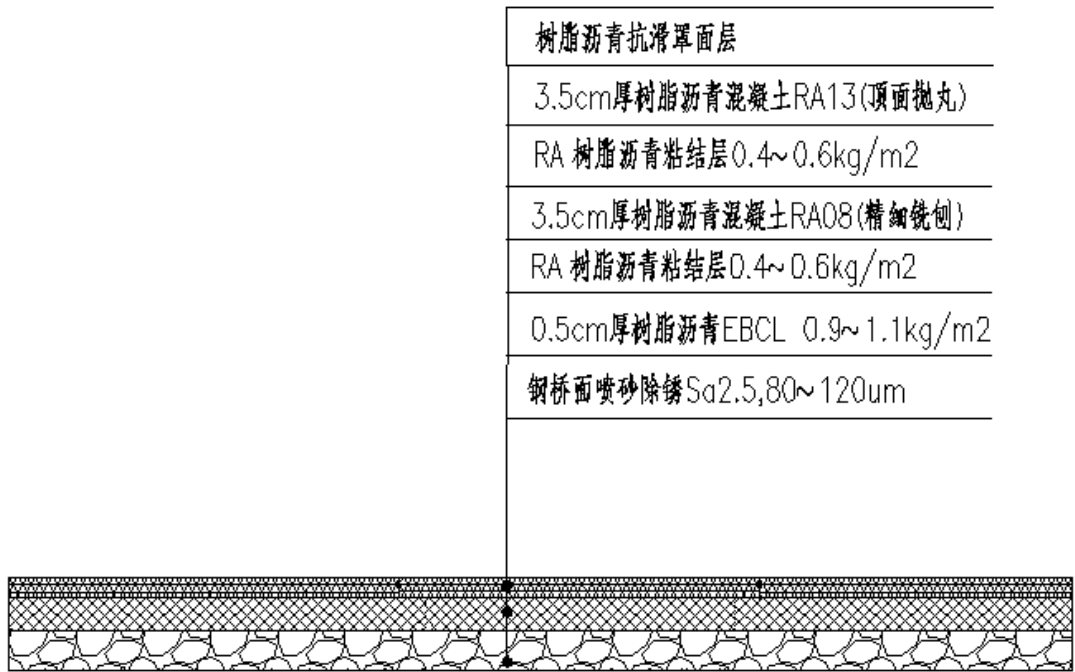 树脂沥青抗滑罩面层
3.5cm厚树脂沥青混凝土RA13(顶面抛丸)
RA 树脂沥青粘结层0.4~0.6kg/m2
3.5cm厚树脂沥青混凝土RA08(精细铣刨)
RA 树脂沥青粘结层0.4~0.6kg/m2
0.5cm厚树脂沥青EBCL 0.9~1.1kg/m2
钢桥面喷砂除锈Sa2.5,80~120um